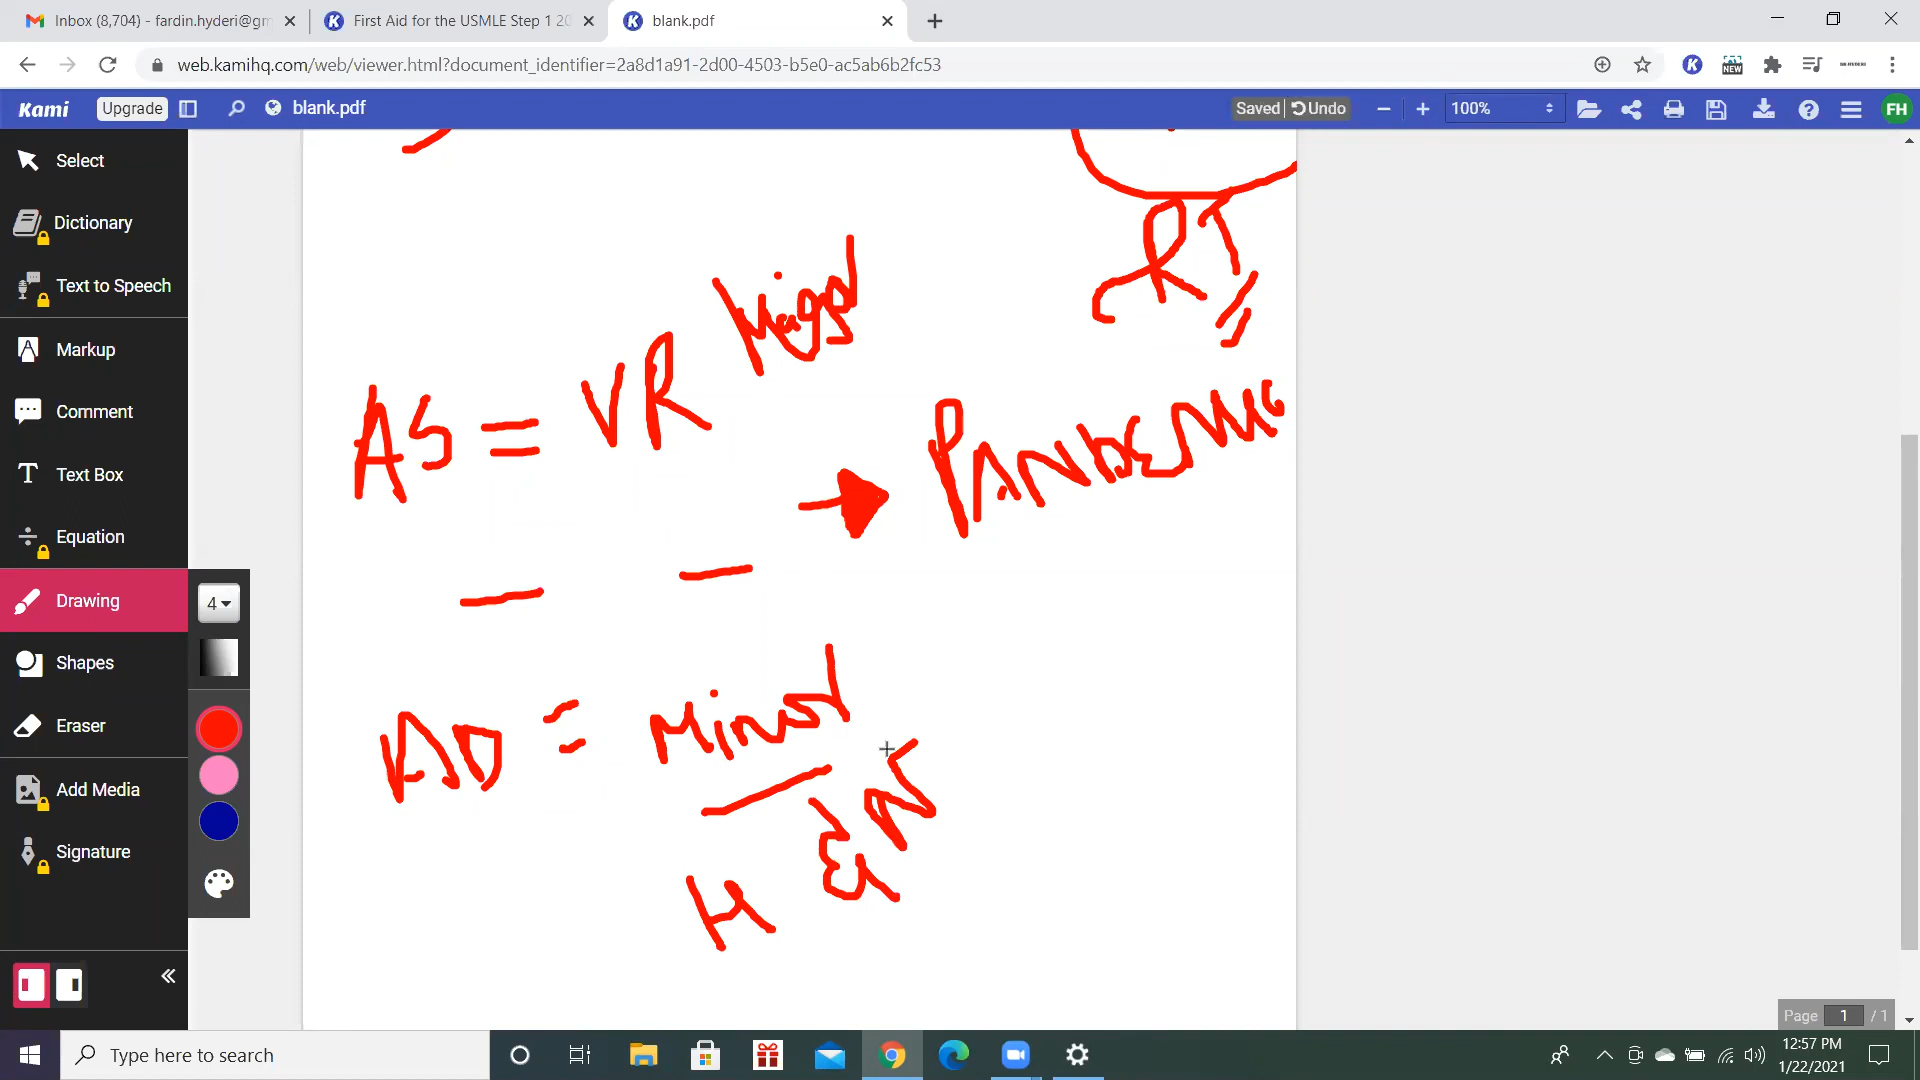 Inbox (8,704) - fardin.hyderi@gm
First Aid for the USMLE Step 1 20
blank.pdf
web.kamihq.com/web/viewer.html?document_identifier=2a8d1a91-2d00-4503-b5e0-ac5ab6b2fc53
NEW
Kami
Upgrade
blank.pdf
Saved
Undo
100%
FH
Select
Dictionary
Text to Speech
Markup
Comment
Text Box
Equation
Drawing
4
Shapes
Eraser
Add Media
Signature
RT
AS = VR
PANDEMIC
AD = Minor
H & N
Page 1 / 1
Type here to search
12:57 PM
1/22/2021